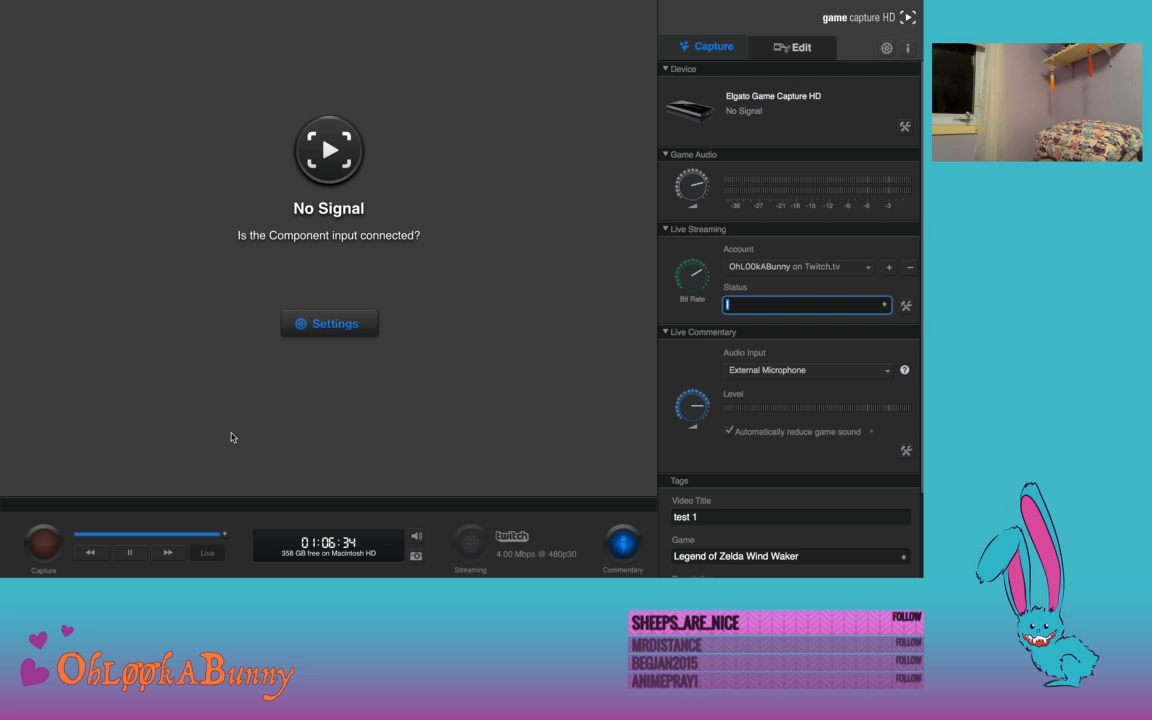 game capture HD
Capture
Edit
i
Device
Elgato Game Capture HD
No Signal
Game Audio
-36 -27 -21 -18 -15 -12 -9 -6 -3
Live Streaming
Account
OhL00kABunny on Twitch.tv
+ −
Status
Bit Rate
Live Commentary
Audio Input
External Microphone
?
Level
Automatically reduce game sound
Tags
Video Title
test 1
Game
Legend of Zelda Wind Waker
No Signal
Is the Component input connected?
Settings
Capture
Live
01:06:34
358 GB free on Macintosh HD
Streaming
twitch
4.00 Mbps @ 480p30
Commentary
OhLøøkABunny
SHEEPS_ARE_NICE FOLLOW
MRDISTANCE FOLLOW
BEGJAN2015 FOLLOW
ANIMEPRAY1 FOLLOW